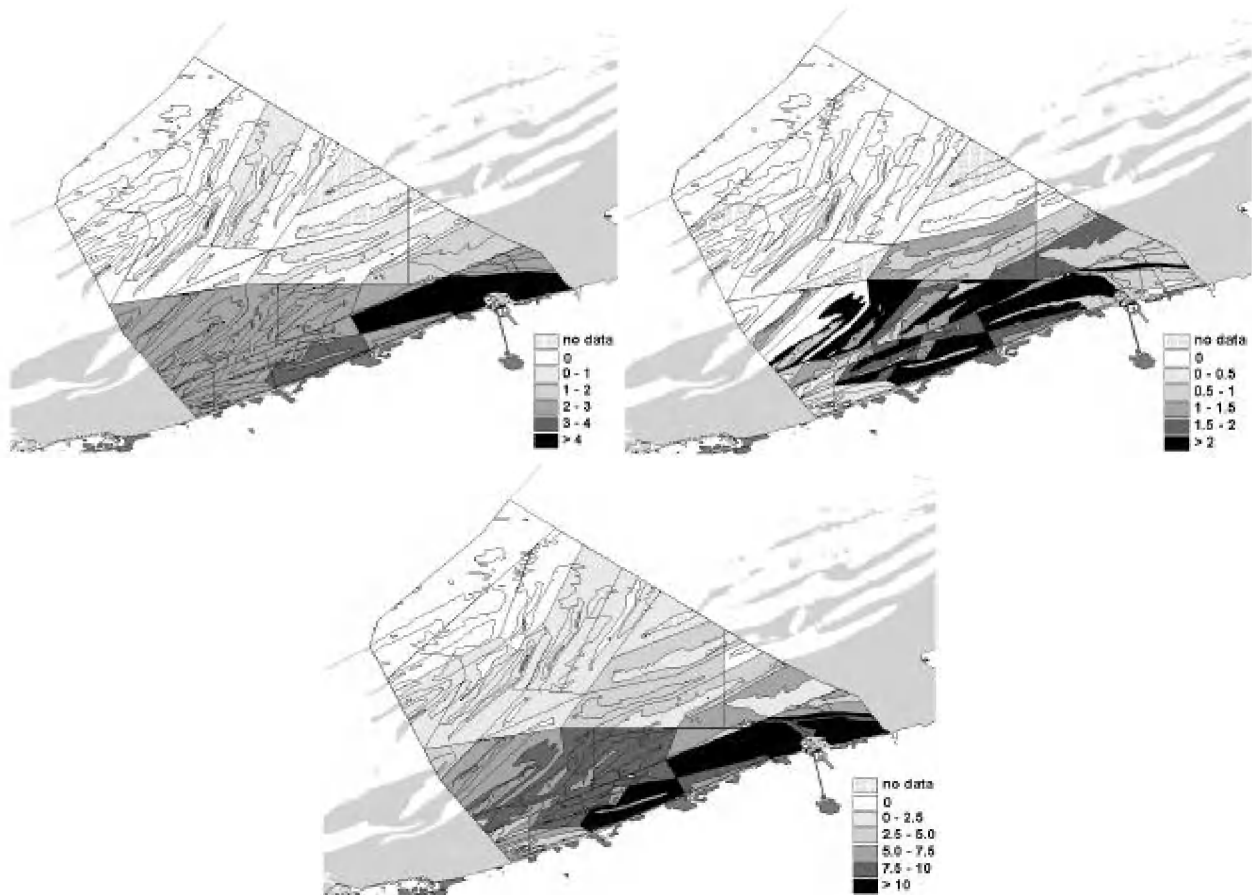 no data
0
0 - 1
1 - 2
2 - 3
3 - 4
> 4
no data
0
0 - 0.5
0.5 - 1
1 - 1.5
1.5 - 2
> 2
no data
0
0 - 2.5
2.5 - 5.0
5.0 - 7.5
7.5 - 10
> 10